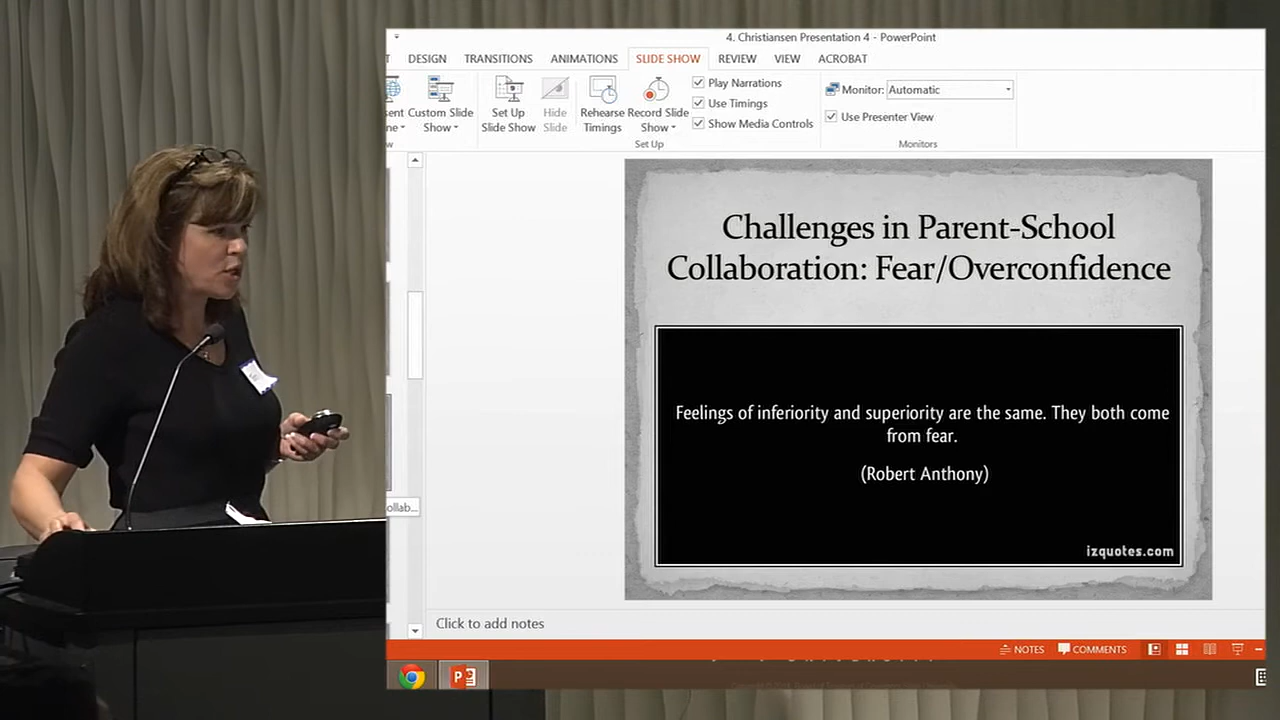 4. Christiansen Presentation 4 - PowerPoint
DESIGN TRANSITIONS ANIMATIONS SLIDE SHOW REVIEW VIEW ACROBAT
Custom Slide
Show
Set Up
Slide Show
Hide
Slide
Rehearse
Timings
Record Slide
Show
Play Narrations
Use Timings
Show Media Controls
Set Up
Monitor: Automatic
Use Presenter View
Monitors
Challenges in Parent-School
Collaboration: Fear/Overconfidence
Feelings of inferiority and superiority are the same. They both come
from fear.
(Robert Anthony)
izquotes.com
ollab...
Click to add notes
NOTES COMMENTS